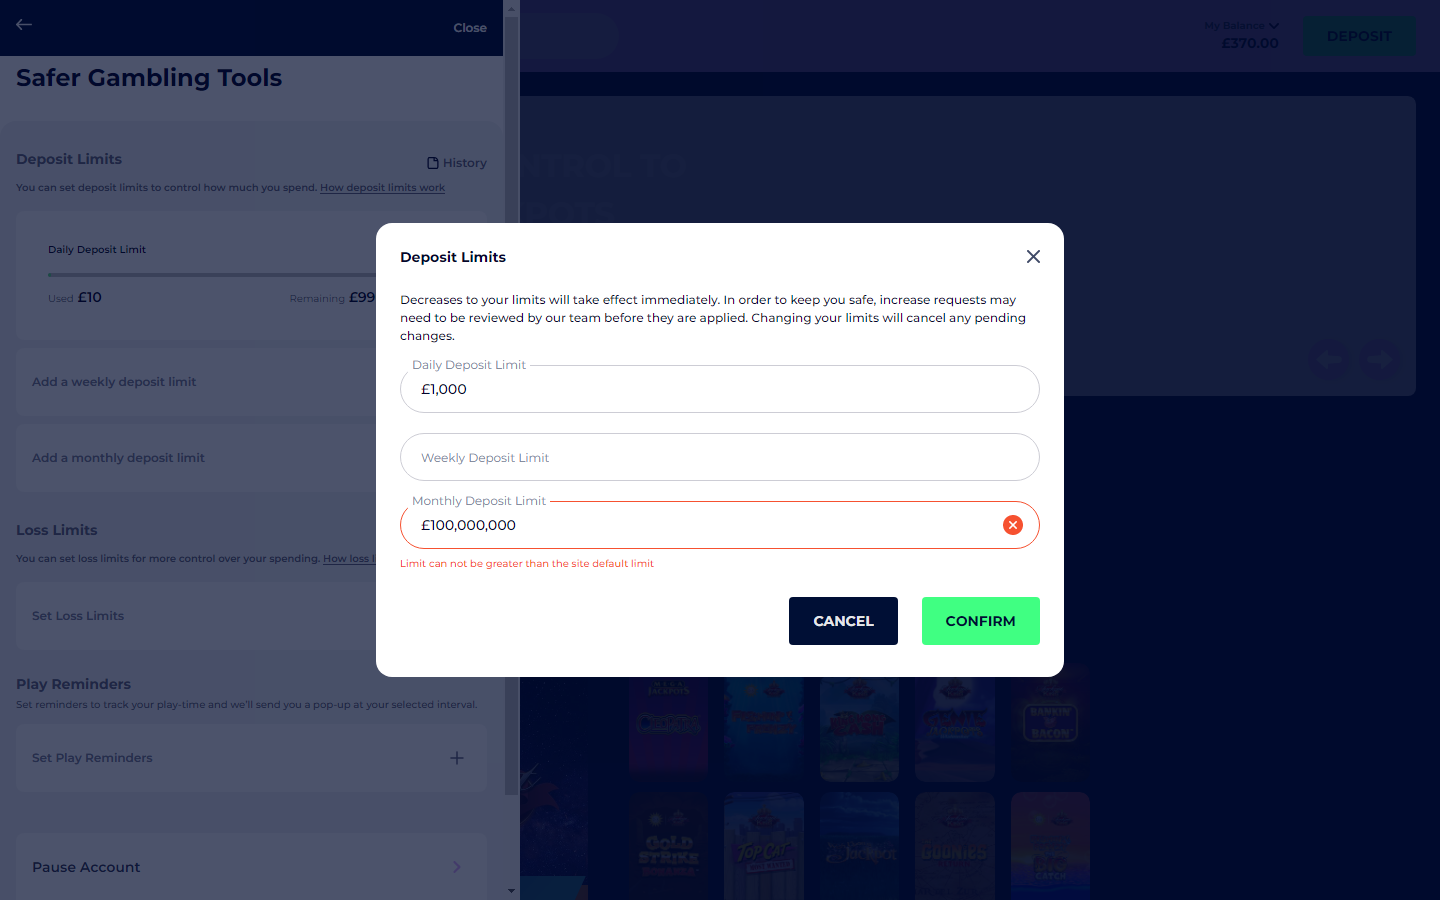 Close
My Balance
£370.00
DEPOSIT
Safer Gambling Tools
Deposit Limits
History
You can set deposit limits to control how much you spend. How deposit limits work
NTROL TO
Daily Deposit Limit
Used £10
Remaining £99
Add a weekly deposit limit
Add a monthly deposit limit
Loss Limits
You can set loss limits for more control over your spending. How loss l
Set Loss Limits
Play Reminders
Set reminders to track your play-time and we'll send you a pop-up at your selected interval.
Set Play Reminders
Pause Account
Deposit Limits
Decreases to your limits will take effect immediately. In order to keep you safe, increase requests may
need to be reviewed by our team before they are applied. Changing your limits will cancel any pending
changes.
Daily Deposit Limit
£1,000
Weekly Deposit Limit
Monthly Deposit Limit
£100,000,000
Limit can not be greater than the site default limit
CANCEL
CONFIRM
JACKPOTS
BANKIN'
BACON
GOLD
STRIKE
TOP CAT
GOONIES
BIG
CATCH